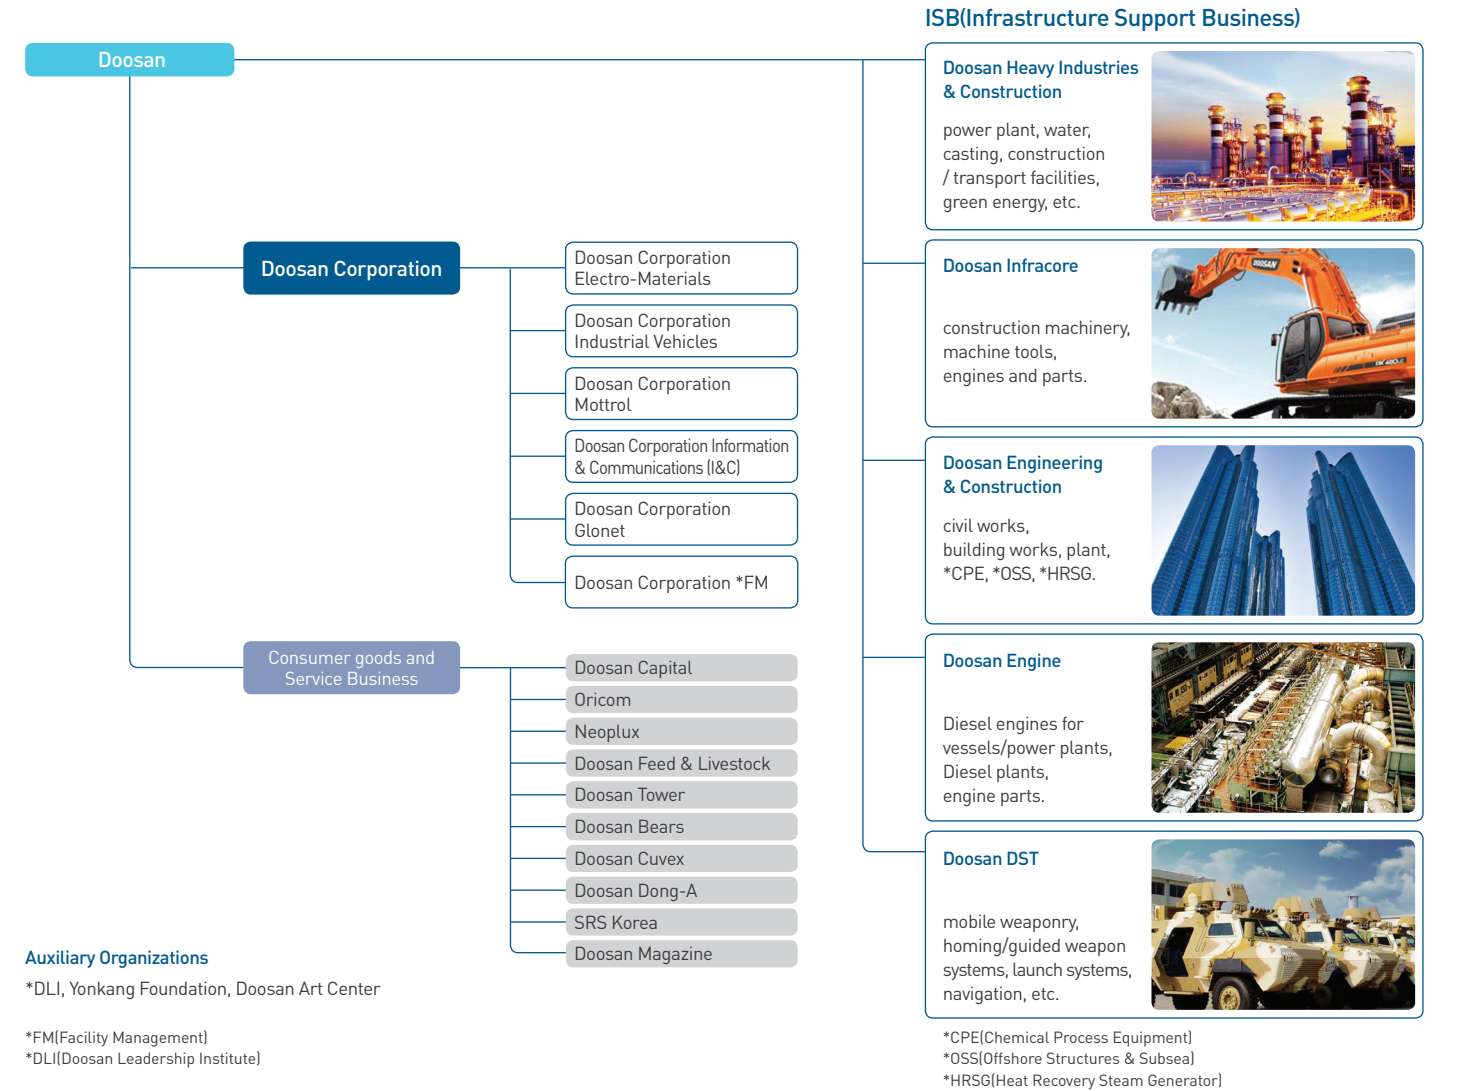 ISB(Infrastructure Support Business)
Doosan
Doosan Corporation
Doosan Corporation
Electro-Materials
Doosan Corporation
Industrial Vehicles
Doosan Corporation
Mottrol
Doosan Corporation Information
& Communications (I&C)
Doosan Corporation
Glonet
Doosan Corporation *FM
Consumer goods and
Service Business
Doosan Capital
Oricom
Neoplux
Doosan Feed & Livestock
Doosan Tower
Doosan Bears
Doosan Cuvex
Doosan Dong-A
SRS Korea
Doosan Magazine
Doosan Heavy Industries
& Construction
power plant, water,
casting, construction
/ transport facilities,
green energy, etc.
Doosan Infracore
construction machinery,
machine tools,
engines and parts.
DOOSAN
Doosan Engineering
& Construction
civil works,
building works, plant,
*CPE, *OSS, *HRSG.
Doosan Engine
Diesel engines for
vessels/power plants,
Diesel plants,
engine parts.
Doosan DST
mobile weaponry,
homing/guided weapon
systems, launch systems,
navigation, etc.
Auxiliary Organizations
*DLI, Yonkang Foundation, Doosan Art Center
*FM(Facility Management)
*DLI(Doosan Leadership Institute)
*CPE(Chemical Process Equipment)
*OSS(Offshore Structures & Subsea)
*HRSG(Heat Recovery Steam Generator)